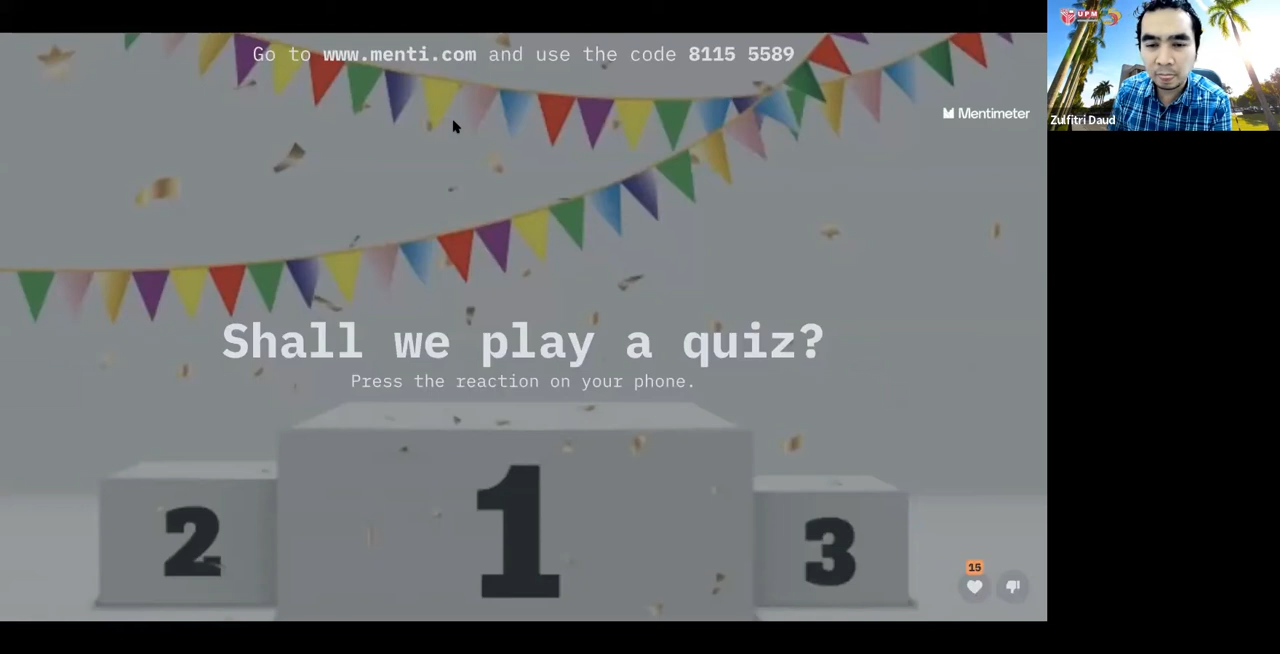 Go to www.menti.com and use the code 8115 5589
UPM
Mentimeter
Zulfitri Daud
Shall we play a quiz?
Press the reaction on your phone.
1
2
3
15